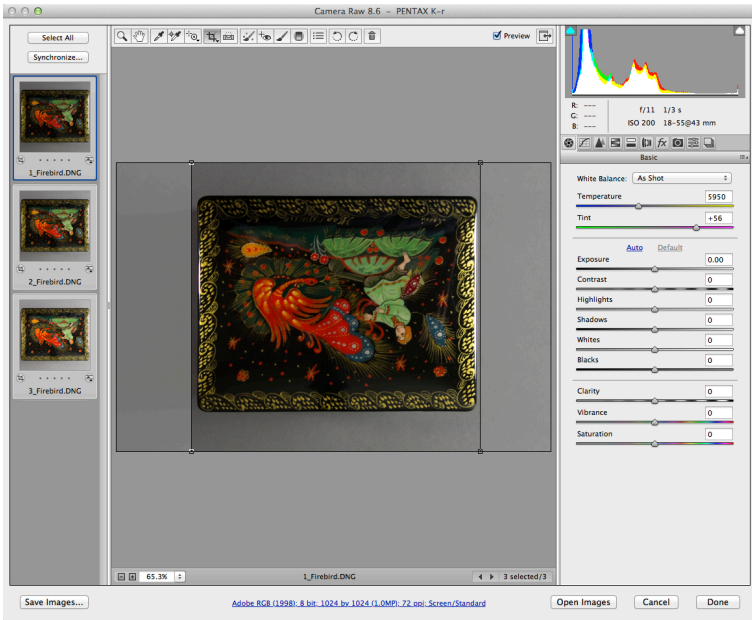 Camera Raw 8.6 – PENTAX K-r
Select All
Synchronize...
1_Firebird.DNG
2_Firebird.DNG
3_Firebird.DNG
Preview
R: ---
G: ---
B: ---
f/11 1/3 s
ISO 200 18-55@43 mm
fx
Basic
White Balance: As Shot
Temperature 5950
Tint +56
Auto Default
Exposure 0.00
Contrast 0
Highlights 0
Shadows 0
Whites 0
Blacks 0
Clarity 0
Vibrance 0
Saturation 0
65.3% 1_Firebird.DNG 3 selected/3
Save Images... Adobe RGB (1998); 8 bit; 1024 by 1024 (1.0MP); 72 ppi; Screen/Standard Open Images Cancel Done